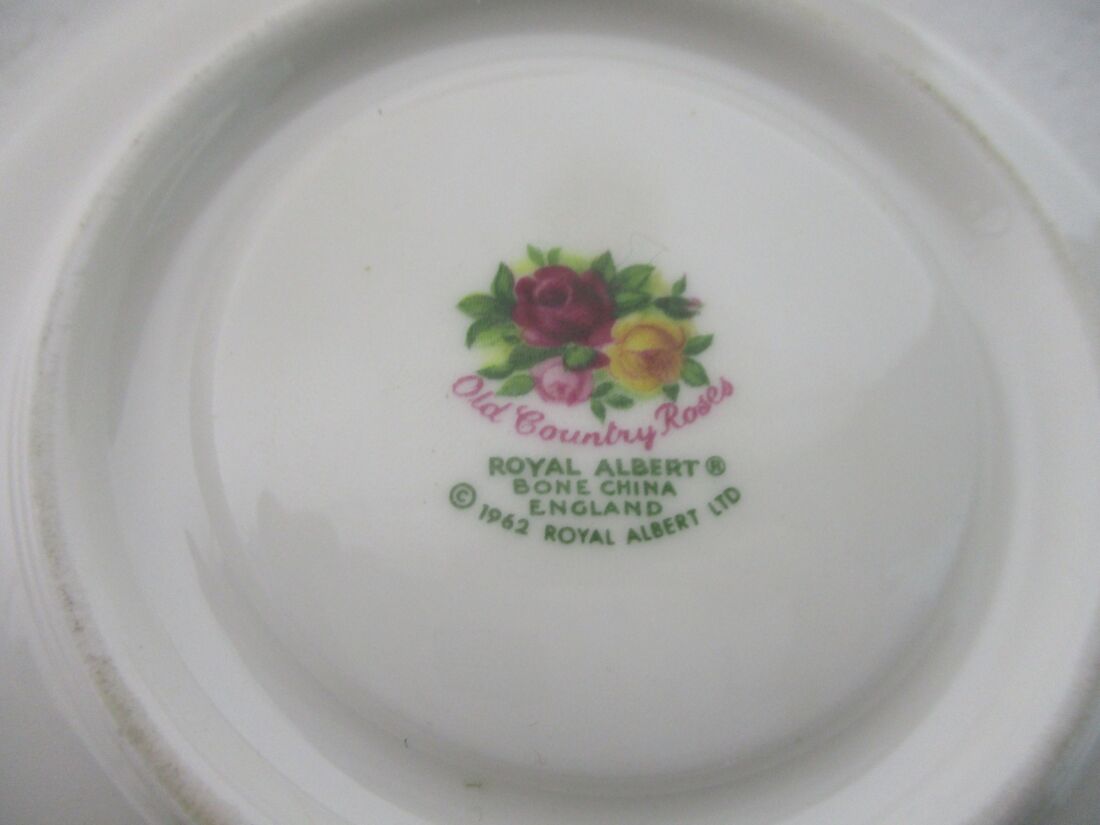 Old Country Roses
ROYAL ALBERT®
BONE CHINA
ENGLAND
© 1962 ROYAL ALBERT LTD